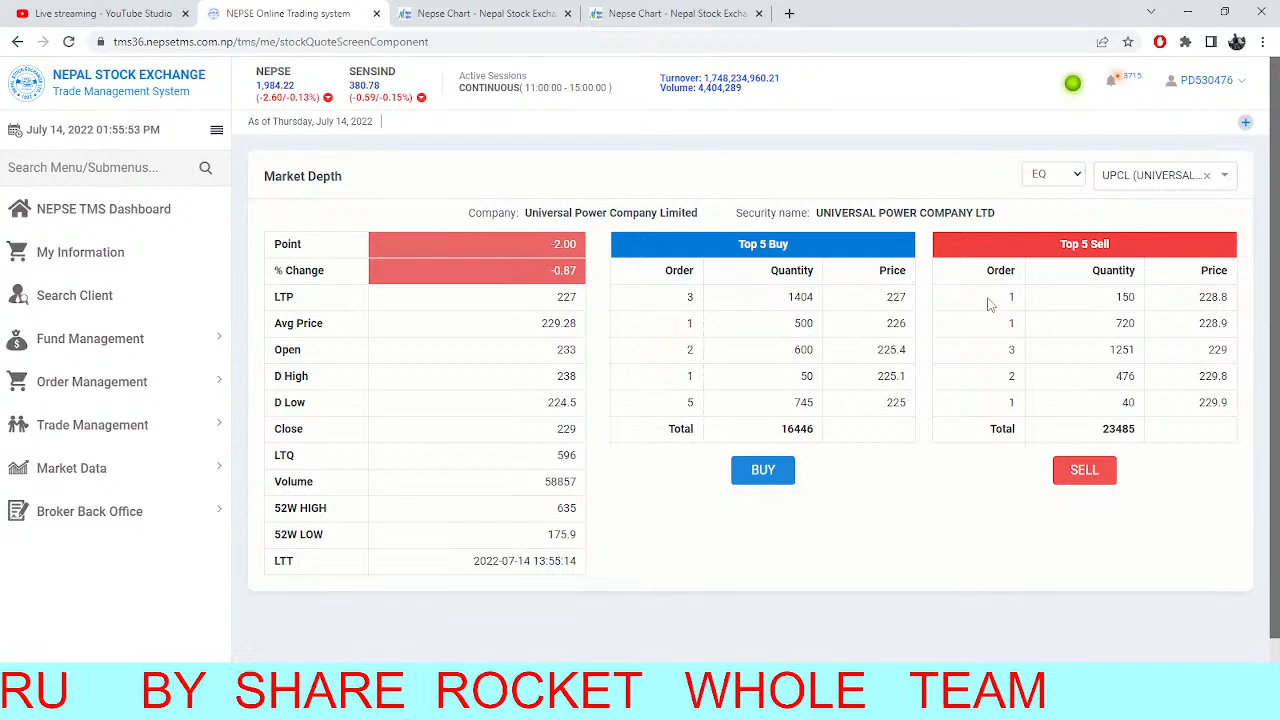 Live streaming - YouTube Studio
NEPSE Online Trading system
Nepse Chart - Nepal Stock Excha
Nepse Chart - Nepal Stock Excha
tms36.nepsetms.com.np/tms/me/stockQuoteScreenComponent
NEPAL STOCK EXCHANGE
Trade Management System
NEPSE
1,984.22
(-2.60/-0.13%)
SENSIND
380.78
(-0.59/-0.15%)
Active Sessions
CONTINUOUS( 11:00:00 - 15:00:00 )
Turnover: 1,748,234,960.21
Volume: 4,404,289
3715
PD530476
July 14, 2022 01:55:53 PM
As of Thursday, July 14, 2022
Search Menu/Submenus...
NEPSE TMS Dashboard
My Information
Search Client
Fund Management
Order Management
Trade Management
Market Data
Broker Back Office
Market Depth
EQ
UPCL (UNIVERSAL...
Company: Universal Power Company Limited Security name: UNIVERSAL POWER COMPANY LTD
Point -2.00
% Change -0.87
LTP 227
Avg Price 229.28
Open 233
D High 238
D Low 224.5
Close 229
LTQ 596
Volume 58857
52W HIGH 635
52W LOW 175.9
LTT 2022-07-14 13:55:14
Top 5 Buy
Order Quantity Price
3 1404 227
1 500 226
2 600 225.4
1 50 225.1
5 745 225
Total 16446
BUY
Top 5 Sell
Order Quantity Price
1 150 228.8
1 720 228.9
3 1251 229
2 476 229.8
1 40 229.9
Total 23485
SELL
RU BY SHARE ROCKET WHOLE TEAM